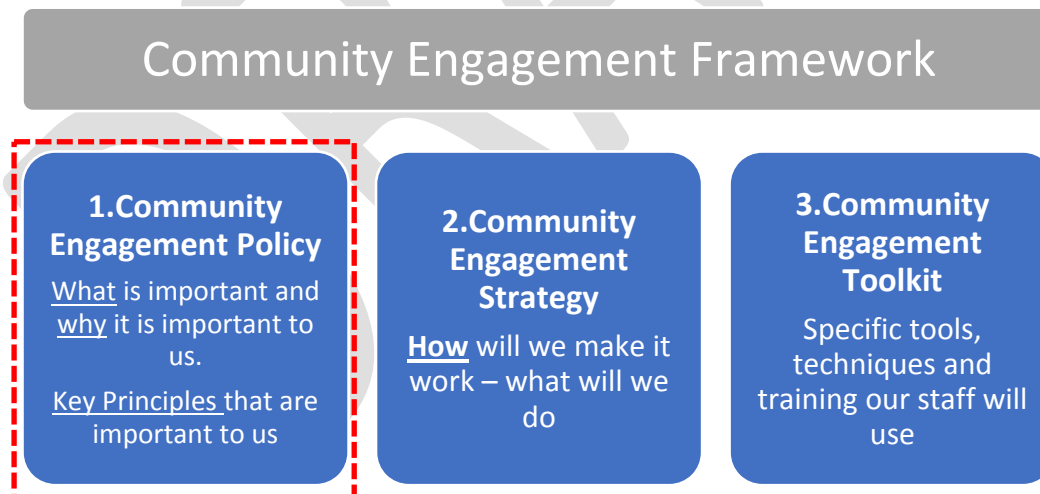 Community Engagement Framework
1.Community
Engagement Policy
What is important and
why it is important to
us.
Key Principles that are
important to us
2.Community
Engagement
Strategy
How will we make it
work – what will we
do
3.Community
Engagement
Toolkit
Specific tools,
techniques and
training our staff will
use